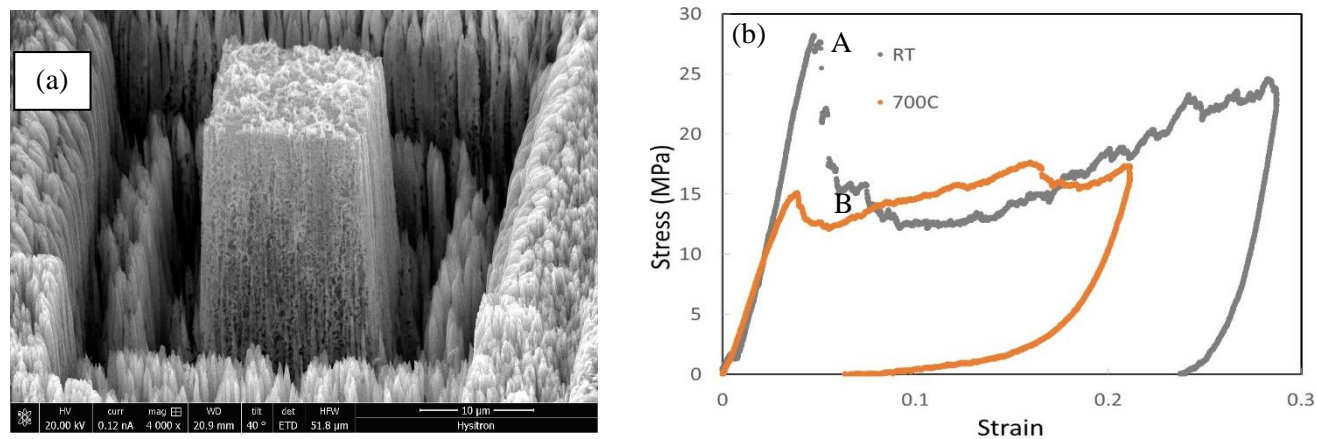 (a)
HV curr mag WD tilt det HFW
20.00 kV 0.12 nA 4 000 x 20.9 mm 40 ° ETD 51.8 µm
10 µm
Hysitron
(b)
A
B
RT
700C
Stress (MPa)
30
25
20
15
10
5
0
0 0.1 0.2 0.3
Strain